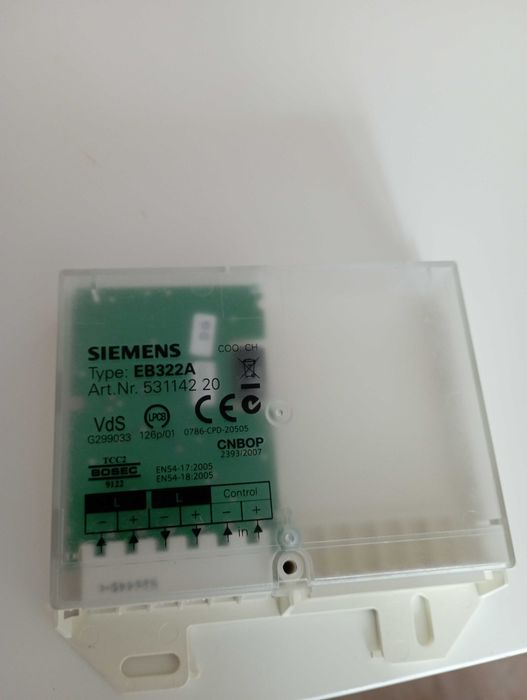 SIEMENS
COO: CH
Type: EB322A
Art.Nr. 531142 20
VdS
G299033
LPCB
126p/01
CE
0786-CPD-20505
CNBOP
2393/2007
TCC2
BOSEC
9122
EN54-17:2005
EN54-18:2005
L L Control
- + - + - +
in